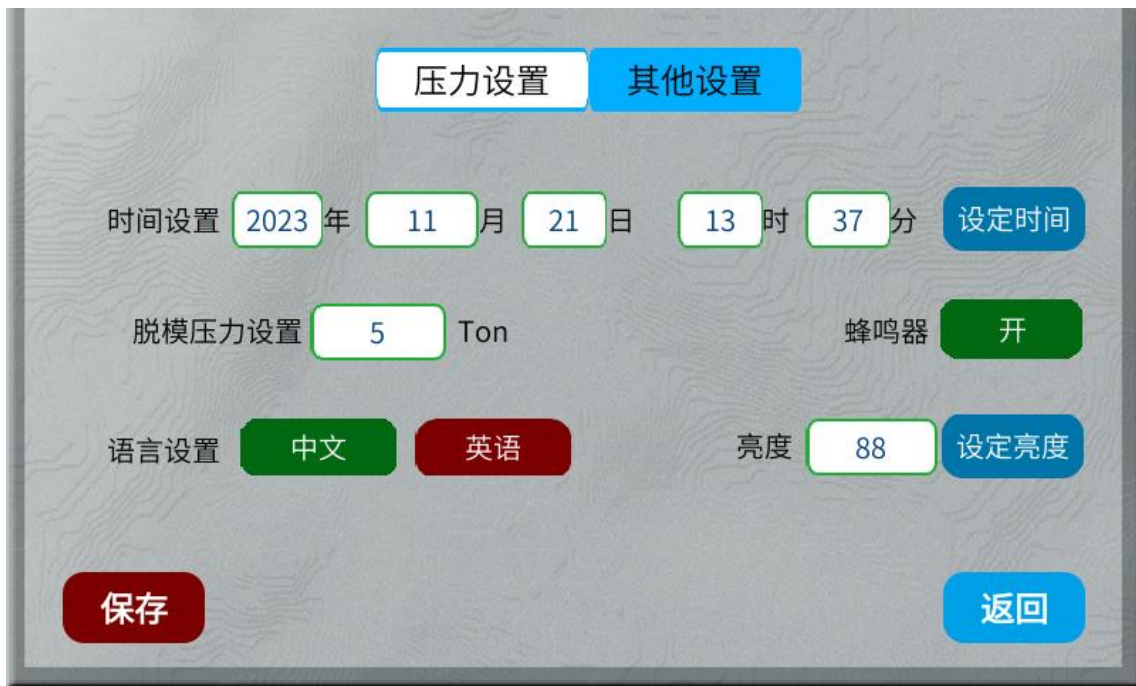 压力设置 其他设置
时间设置 2023 年 11 月 21 日 13 时 37 分 设定时间
脱模压力设置 5 Ton 蜂鸣器 开
语言设置 中文 英语 亮度 88 设定亮度
保存 返回